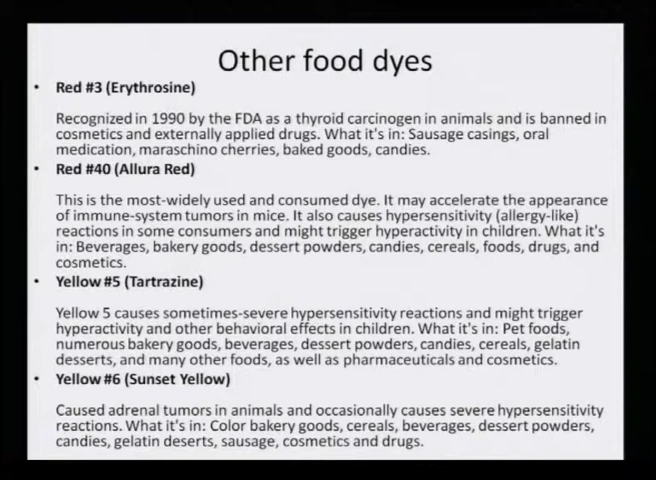 Other food dyes
• Red #3 (Erythrosine)
Recognized in 1990 by the FDA as a thyroid carcinogen in animals and is banned in
cosmetics and externally applied drugs. What it's in: Sausage casings, oral
medication, maraschino cherries, baked goods, candies.
• Red #40 (Allura Red)
This is the most-widely used and consumed dye. It may accelerate the appearance
of immune-system tumors in mice. It also causes hypersensitivity (allergy-like)
reactions in some consumers and might trigger hyperactivity in children. What it's
in: Beverages, bakery goods, dessert powders, candies, cereals, foods, drugs, and
cosmetics.
• Yellow #5 (Tartrazine)
Yellow 5 causes sometimes-severe hypersensitivity reactions and might trigger
hyperactivity and other behavioral effects in children. What it's in: Pet foods,
numerous bakery goods, beverages, dessert powders, candies, cereals, gelatin
desserts, and many other foods, as well as pharmaceuticals and cosmetics.
• Yellow #6 (Sunset Yellow)
Caused adrenal tumors in animals and occasionally causes severe hypersensitivity
reactions. What it's in: Color bakery goods, cereals, beverages, dessert powders,
candies, gelatin deserts, sausage, cosmetics and drugs.